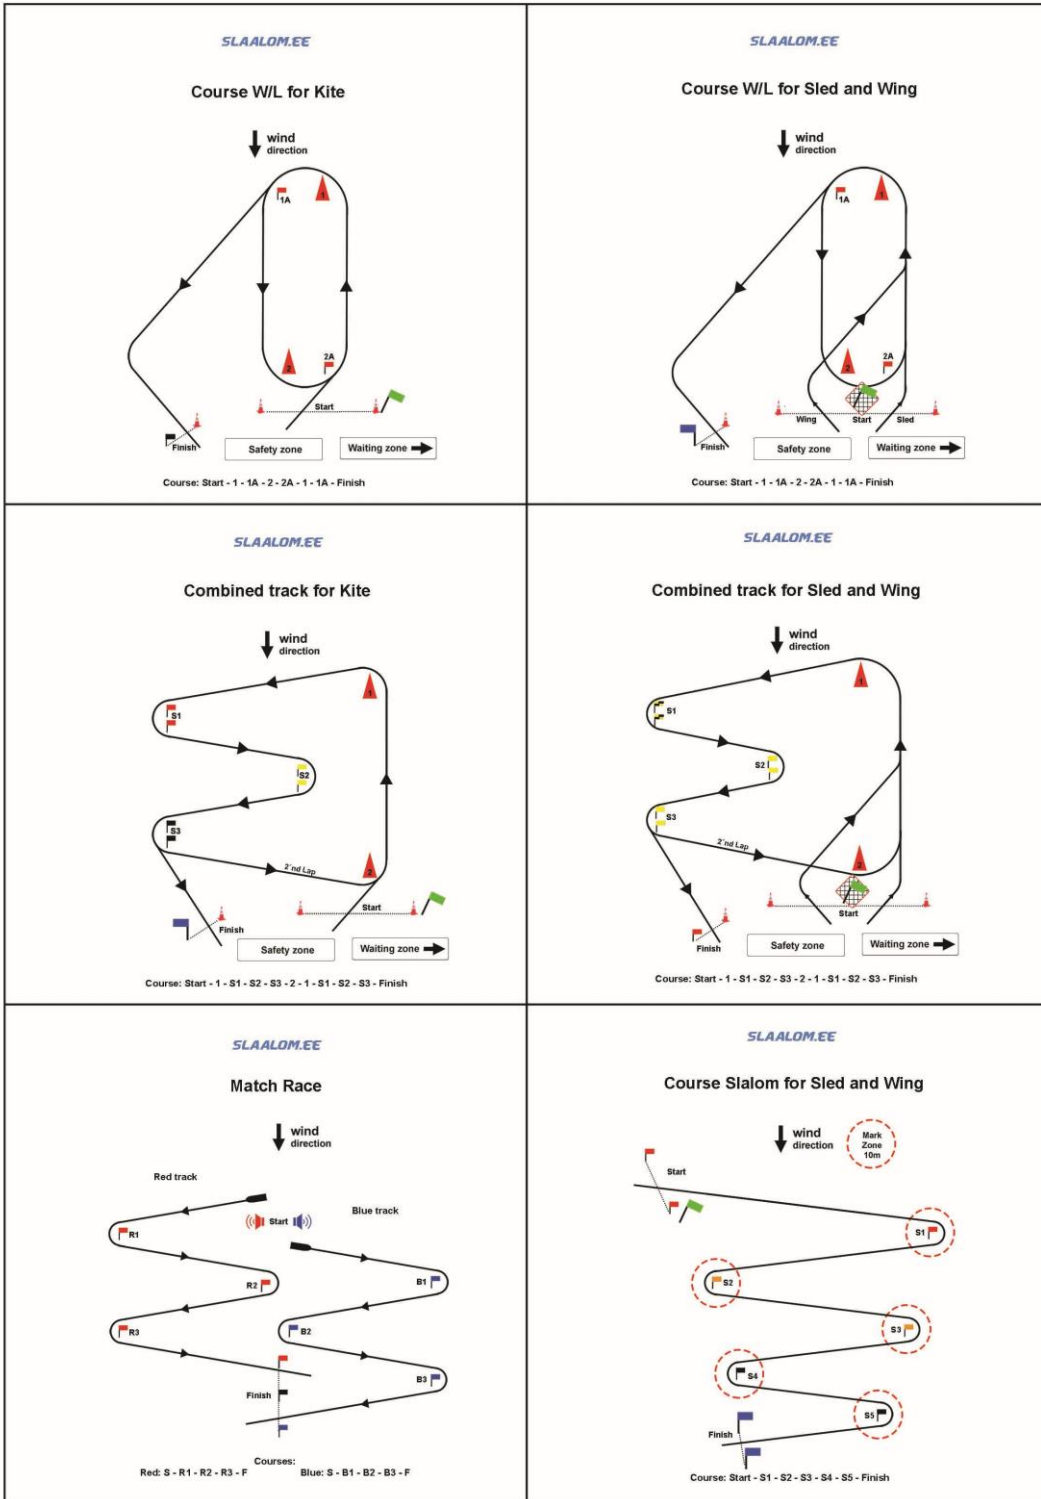 SLAALOM.EE
Course W/L for Kite
wind
direction
1A
1
2A
2
Start
Finish
Safety zone
Waiting zone
Course: Start - 1 - 1A - 2 - 2A - 1 - 1A - Finish
SLAALOM.EE
Course W/L for Sled and Wing
wind
direction
1A
1
2A
2
Wing
Start
Sled
Finish
Safety zone
Waiting zone
Course: Start - 1 - 1A - 2 - 2A - 1 - 1A - Finish
SLAALOM.EE
Combined track for Kite
wind
direction
1
S1
S2
S3
2´nd Lap
2
Start
Finish
Safety zone
Waiting zone
Course: Start - 1 - S1 - S2 - S3 - 2 - 1 - S1 - S2 - S3 - Finish
SLAALOM.EE
Combined track for Sled and Wing
wind
direction
1
S1
S2
S3
2´nd Lap
2
Start
Finish
Safety zone
Waiting zone
Course: Start - 1 - S1 - S2 - S3 - 2 - 1 - S1 - S2 - S3 - Finish
SLAALOM.EE
Match Race
wind
direction
Red track
Blue track
Start
R1
R2
B1
R3
B2
B3
Finish
Courses:
Red: S - R1 - R2 - R3 - F
Blue: S - B1 - B2 - B3 - F
SLAALOM.EE
Course Slalom for Sled and Wing
wind
direction
Mark
Zone
10m
Start
S1
S2
S3
S4
S5
Finish
Course: Start - S1 - S2 - S3 - S4 - S5 - Finish